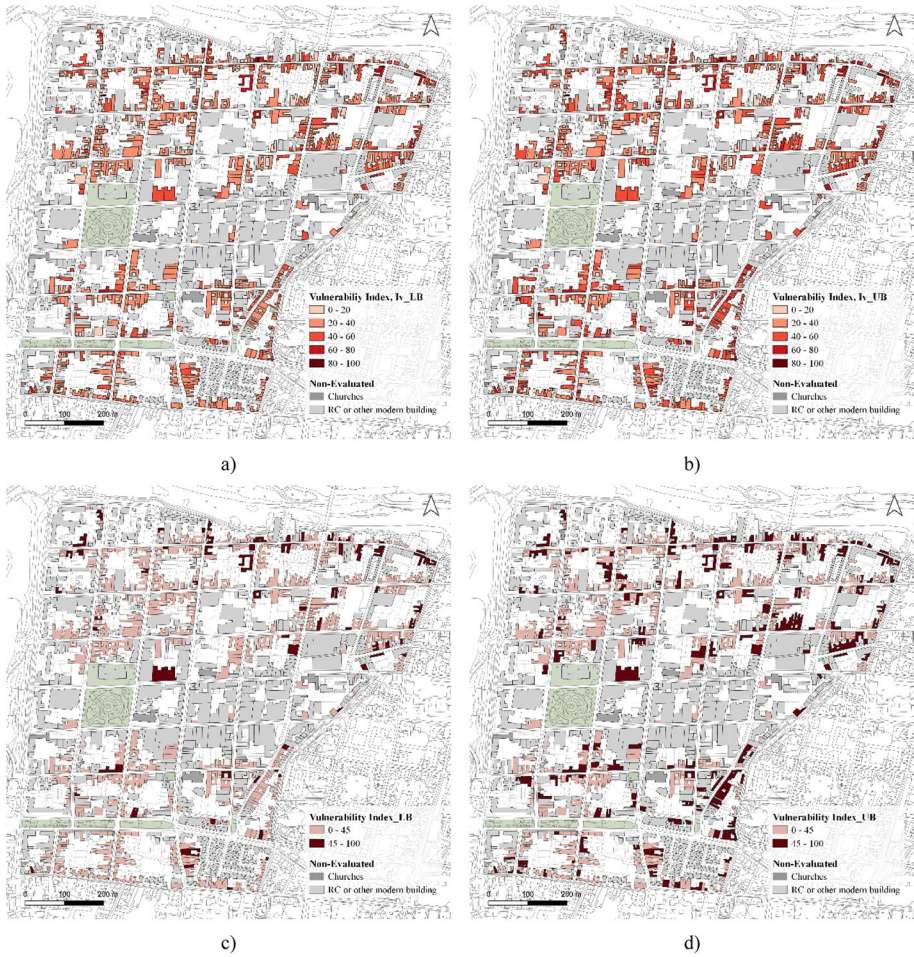 Vulnerabiliy Index, Iv_LB
0 - 20
20 - 40
40 - 60
60 - 80
80 - 100
Non-Evaluated
Churches
RC or other modern building
0 100 200 m
a)
Vulnerabiliy Index, Iv_UB
0 - 20
20 - 40
40 - 60
60 - 80
80 - 100
Non-Evaluated
Churches
RC or other modern building
0 100 200 m
b)
Vulnerability Index_LB
0 - 45
45 - 100
Non-Evaluated
Churches
RC or other modern building
0 100 200 m
c)
Vulnerability Index_UB
0 - 45
45 - 100
Non-Evaluated
Churches
RC or other modern building
0 100 200 m
d)